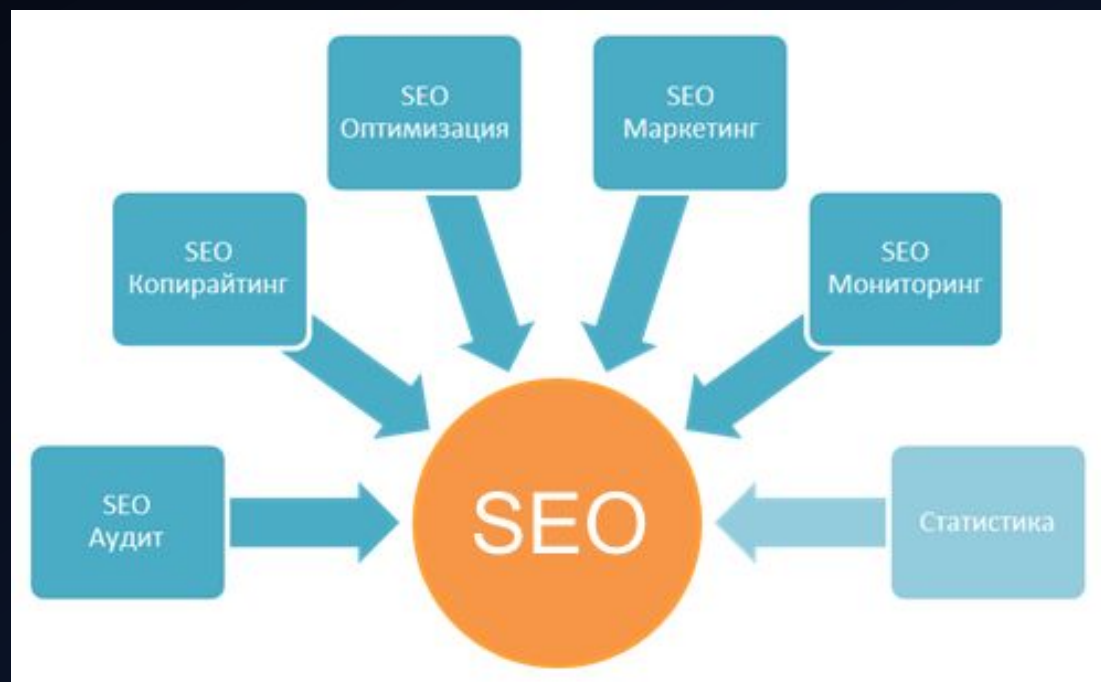 SEO
Оптимизация
SEO
Маркетинг
SEO
Копирайтинг
SEO
Мониторинг
SEO
Аудит
SEO
Статистика